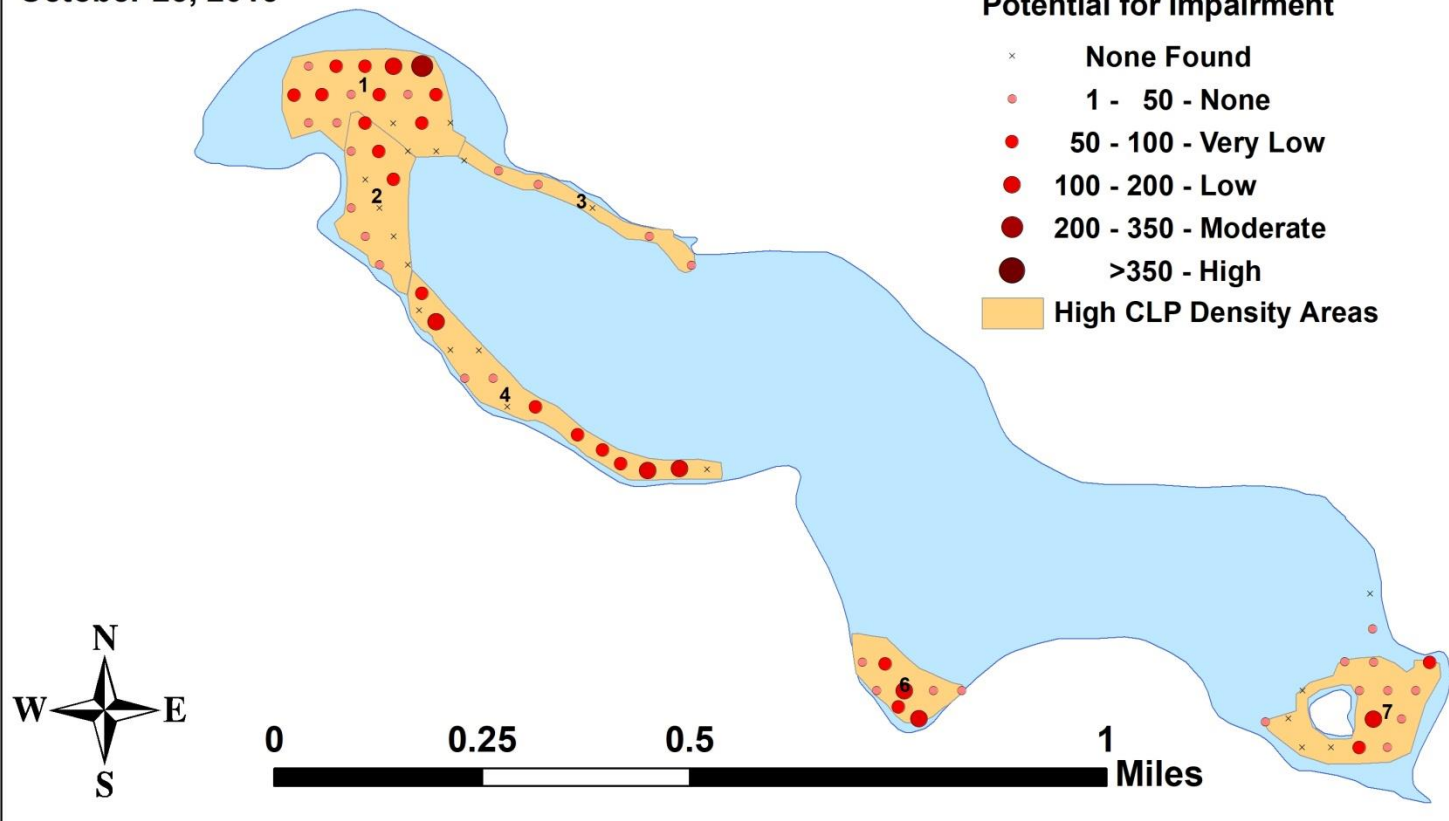 Potential for Impairment
None Found
1 - 50 - None
50 - 100 - Very Low
100 - 200 - Low
200 - 350 - Moderate
>350 - High
High CLP Density Areas
1
2
3
4
6
7
N
W E
S
0 0.25 0.5 1
Miles